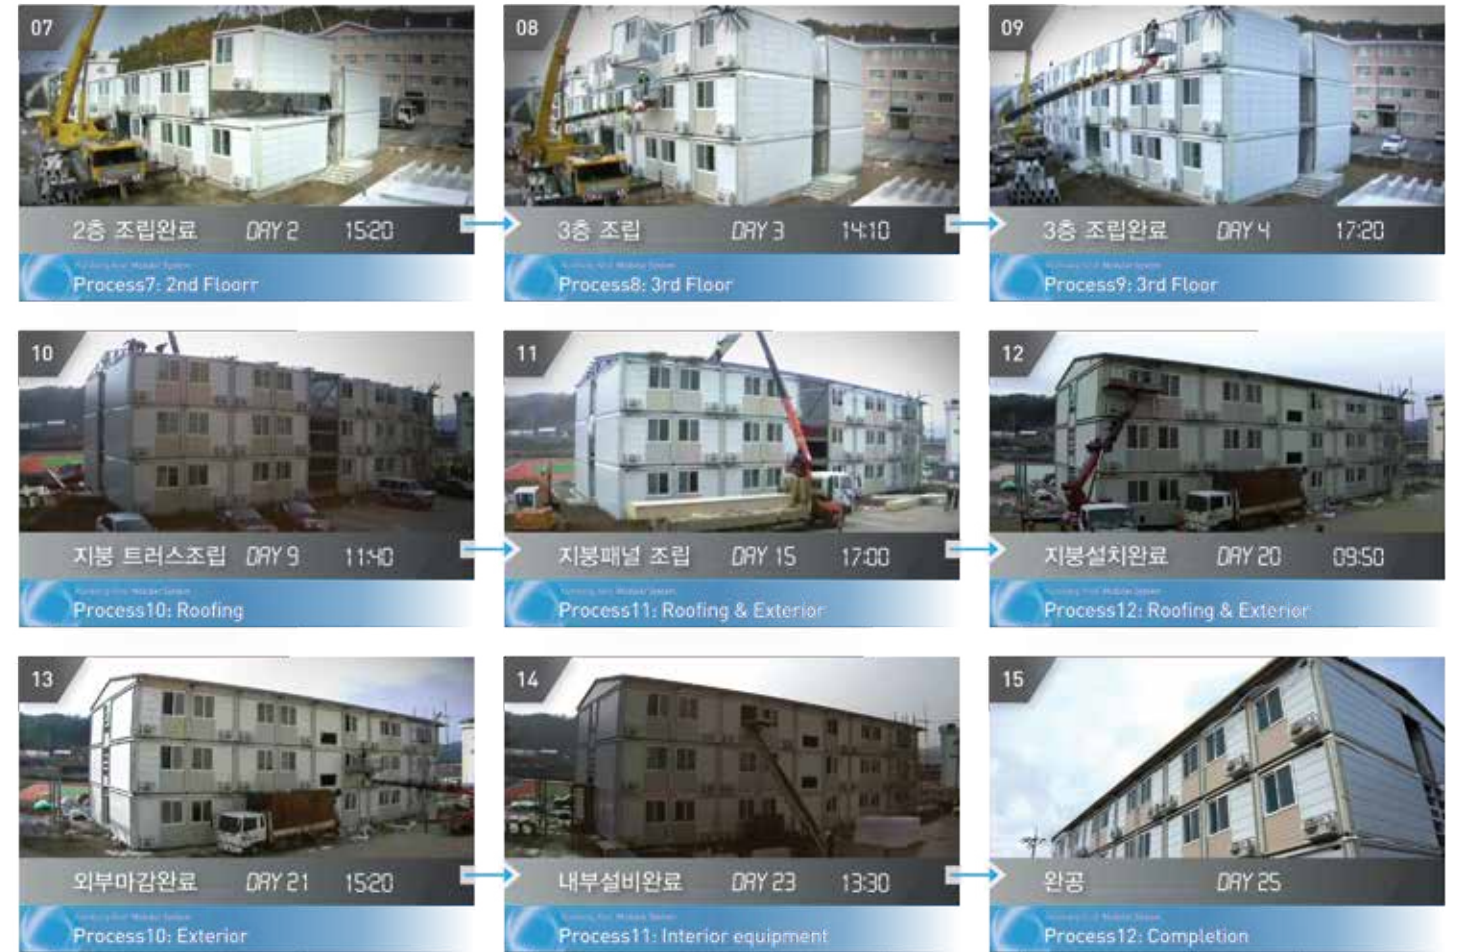 07
2층 조립완료 DAY 2 15:20
Process7: 2nd Floorr
08
3층 조립 DAY 3 14:10
Process8: 3rd Floor
09
3층 조립완료 DAY 4 17:20
Process9: 3rd Floor
10
지붕 트러스조립 DAY 9 11:40
Process10: Roofing
11
지붕패널 조립 DAY 15 17:00
Process11: Roofing & Exterior
12
지붕설치완료 DAY 20 09:50
Process12: Roofing & Exterior
13
외부마감완료 DAY 21 15:20
Process10: Exterior
14
내부설비완료 DAY 23 13:30
Process11: Interior equipment
15
완공 DAY 25
Process12: Completion